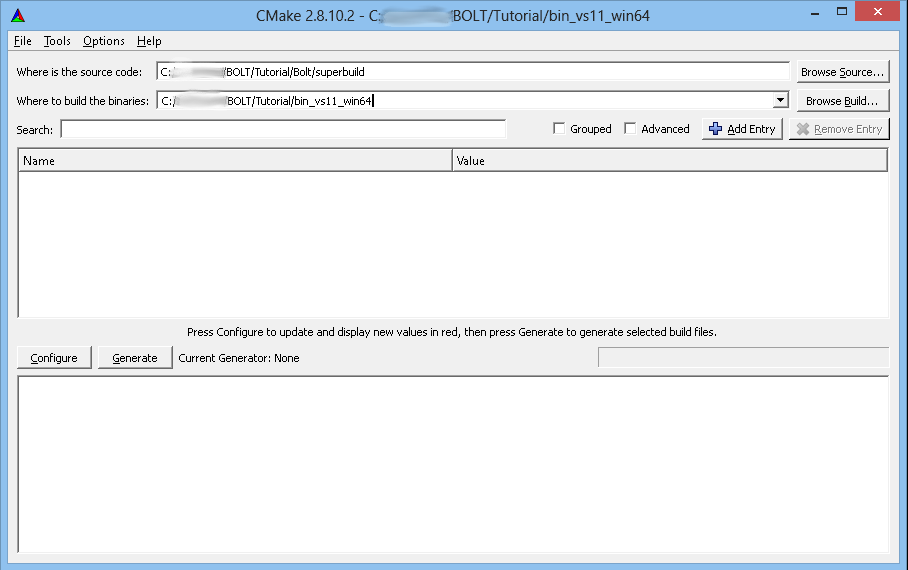 CMake 2.8.10.2 - C: /BOLT/Tutorial/bin_vs11_win64
File Tools Options Help
Where is the source code: C: /BOLT/Tutorial/Bolt/superbuild Browse Source...
Where to build the binaries: C:/ /BOLT/Tutorial/bin_vs11_win64 Browse Build...
Search: Grouped Advanced Add Entry Remove Entry
Name Value
Press Configure to update and display new values in red, then press Generate to generate selected build files.
Configure Generate Current Generator: None